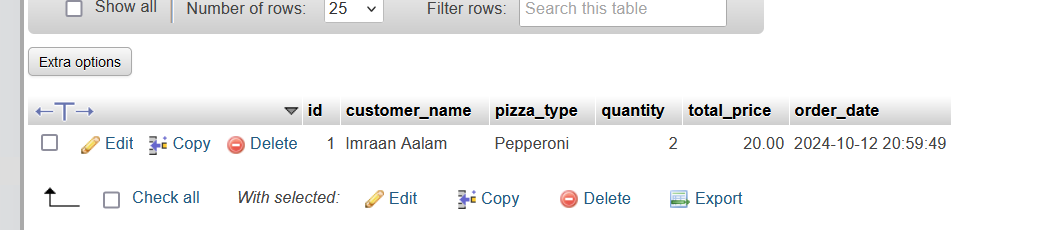 Show all Number of rows: 25 Filter rows: Search this table
Extra options
←T→ id customer_name pizza_type quantity total_price order_date
Edit Copy Delete 1 Imraan Aalam Pepperoni 2 20.00 2024-10-12 20:59:49
Check all With selected: Edit Copy Delete Export